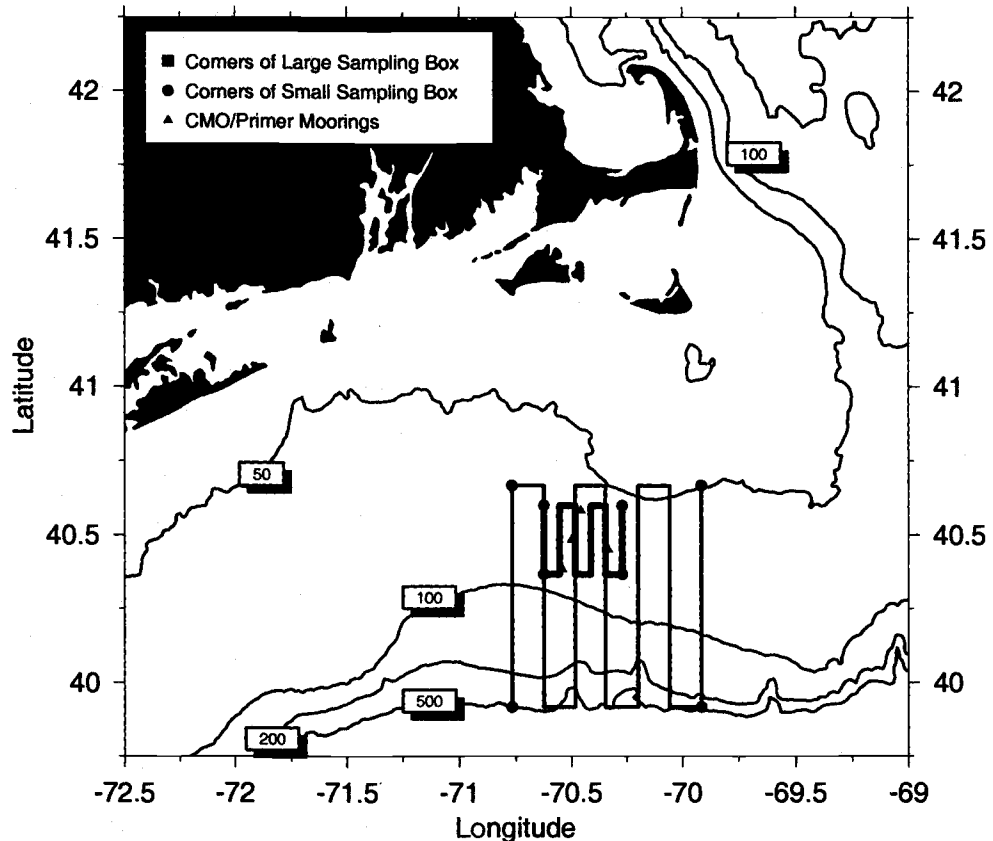 Corners of Large Sampling Box
Corners of Small Sampling Box
CMO/Primer Moorings
42
42
100
41.5
41.5
Latitude
41
41
50
40.5
40.5
100
40
40
500
200
-72.5 -72 -71.5 -71 -70.5 -70 -69.5 -69
Longitude